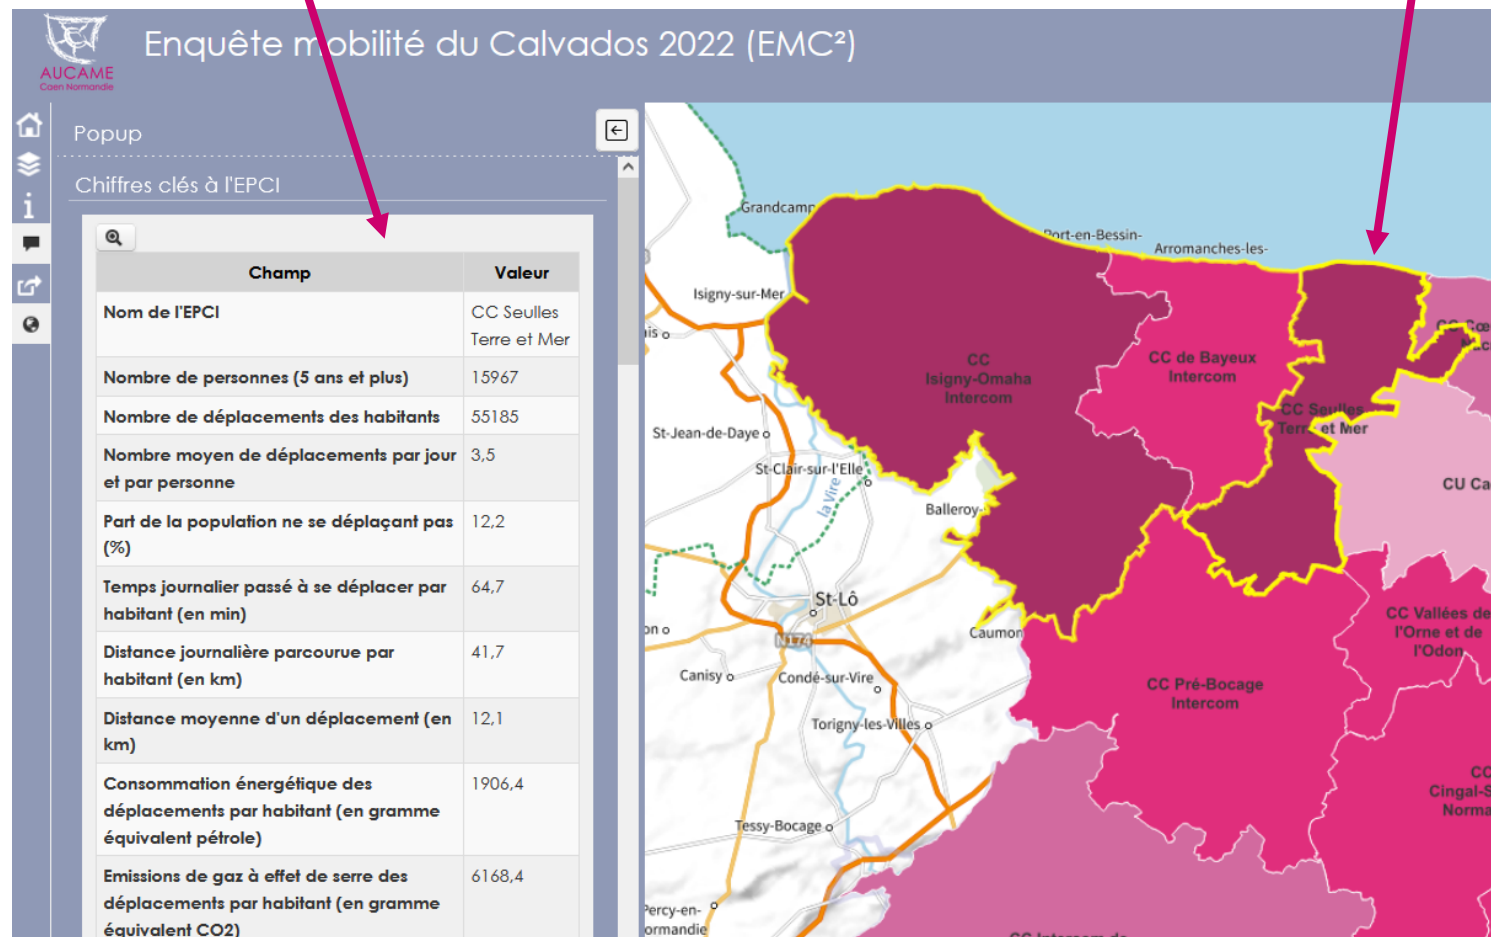 Enquête mobilité du Calvados 2022 (EMC²)
AUCAME
Caen Normandie
Popup
Chiffres clés à l'EPCI
Champ Valeur
Nom de l'EPCI CC Seulles
Terre et Mer
Nombre de personnes (5 ans et plus) 15967
Nombre de déplacements des habitants 55185
Nombre moyen de déplacements par jour 3,5
et par personne
Part de la population ne se déplaçant pas 12,2
(%)
Temps journalier passé à se déplacer par 64,7
habitant (en min)
Distance journalière parcourue par 41,7
habitant (en km)
Distance moyenne d'un déplacement (en 12,1
km)
Consommation énergétique des 1906,4
déplacements par habitant (en gramme
équivalent pétrole)
Emissions de gaz à effet de serre des 6168,4
déplacements par habitant (en gramme
équivalent CO2)
Grandcamp
Port-en-Bessin-
Arromanches-les-
Isigny-sur-Mer
CC
Isigny-Omaha
Intercom
CC de Bayeux
Intercom
CC Seulles
Terre et Mer
St-Jean-de-Daye
St-Clair-sur-l'Elle
la Vire
Balleroy-
CU Ca
St-Lô
N174
Caumon
CC Vallées de
l'Orne et de
l'Odon
Canisy
Condé-sur-Vire
CC Pré-Bocage
Intercom
Torigny-les-Villes
CC
Cingal-S
Norma
Tessy-Bocage
Percy-en-
ormandie
CC Intercom de